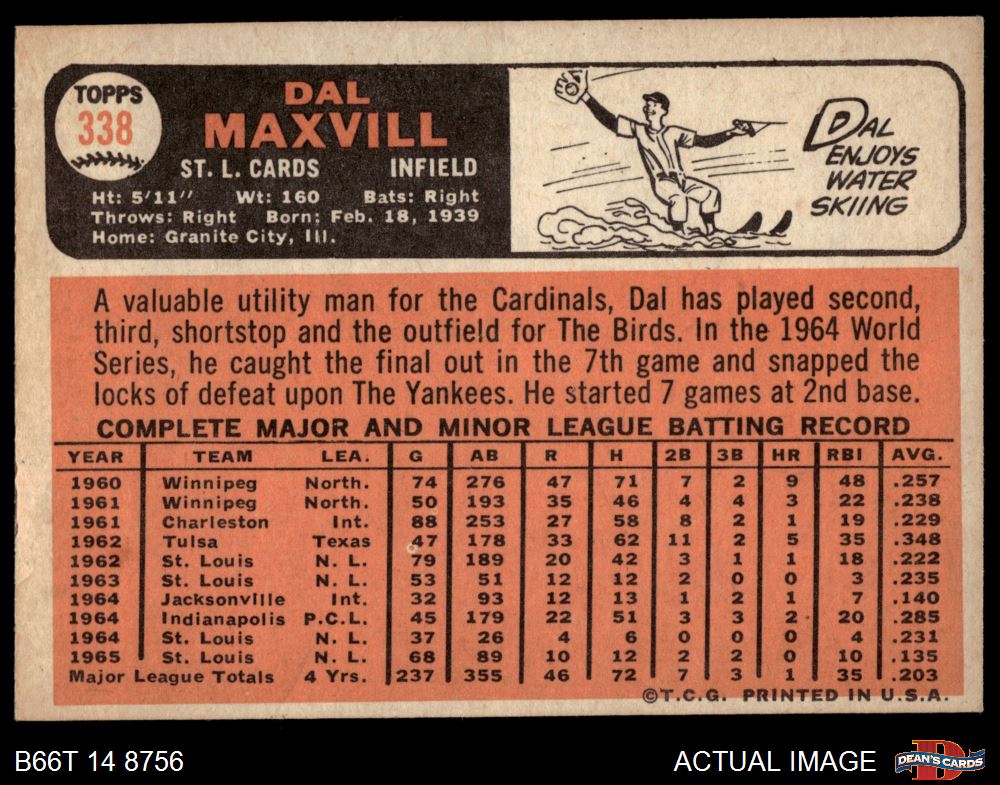 TOPPS
338
DAL
MAXVILL
ST. L. CARDS INFIELD
Ht: 5'11" Wt: 160 Bats: Right
Throws: Right Born: Feb. 18, 1939
Home: Granite City, Ill.
DAL
ENJOYS
WATER
SKIING
A valuable utility man for the Cardinals, Dal has played second,
third, shortstop and the outfield for The Birds. In the 1964 World
Series, he caught the final out in the 7th game and snapped the
locks of defeat upon The Yankees. He started 7 games at 2nd base.
COMPLETE MAJOR AND MINOR LEAGUE BATTING RECORD
YEAR TEAM LEA. G AB R H 2B 3B HR RBI AVG.
1960 Winnipeg North. 74 276 47 71 7 2 9 48 .257
1961 Winnipeg North. 50 193 35 46 4 4 3 22 .238
1961 Charleston Int. 88 253 27 58 8 2 1 19 .229
1962 Tulsa Texas 47 178 33 62 11 2 5 35 .348
1962 St. Louis N. L. 79 189 20 42 3 1 1 18 .222
1963 St. Louis N. L. 53 51 12 12 2 0 0 3 .235
1964 Jacksonville Int. 32 93 12 13 1 2 1 7 .140
1964 Indianapolis P.C.L. 45 179 22 51 3 3 2 20 .285
1964 St. Louis N. L. 37 26 4 6 0 0 0 4 .231
1965 St. Louis N. L. 68 89 10 12 2 2 0 10 .135
Major League Totals 4 Yrs. 237 355 46 72 7 3 1 35 .203
©T.C.G. PRINTED IN U.S.A.
B66T 14 8756 ACTUAL IMAGE DEAN'S CARDS